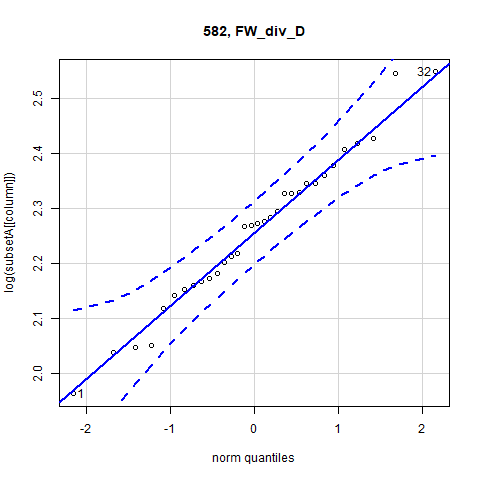 582, FW_div_D
log(subsetA[[column]])
2.5
2.4
2.3
2.2
2.1
2.0
32
1
-2 -1 0 1 2
norm quantiles